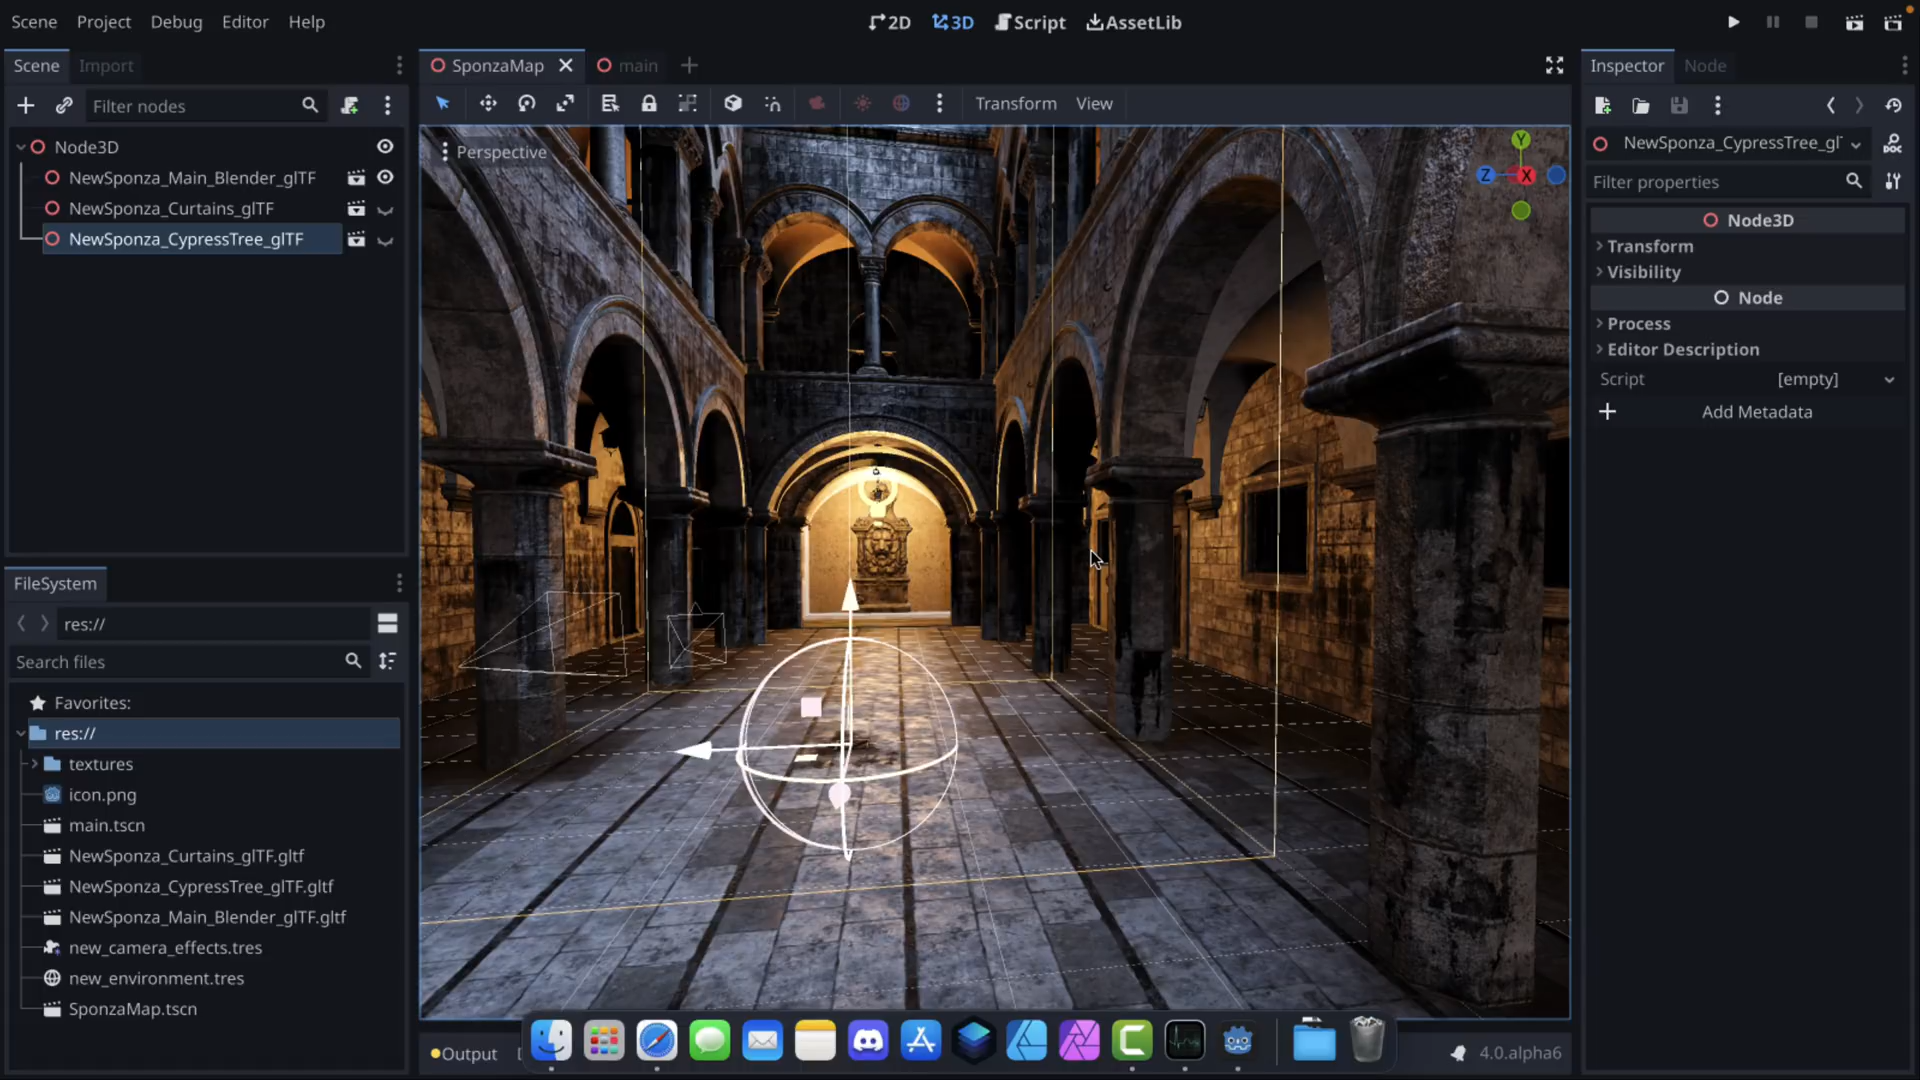 Scene Project Debug Editor Help
2D 3D Script AssetLib
Scene Import
Filter nodes
Node3D
NewSponza_Main_Blender_glTF
NewSponza_Curtains_glTF
NewSponza_CypressTree_glTF
FileSystem
res://
Search files
Favorites:
res://
textures
icon.png
main.tscn
NewSponza_Curtains_glTF.gltf
NewSponza_CypressTree_glTF.gltf
NewSponza_Main_Blender_glTF.gltf
new_camera_effects.tres
new_environment.tres
SponzaMap.tscn
SponzaMap main
Transform View
Perspective
Y
Z X
Output
4.0.alpha6
Inspector Node
NewSponza_CypressTree_gl
Filter properties
Node3D
Transform
Visibility
Node
Process
Editor Description
Script [empty]
Add Metadata